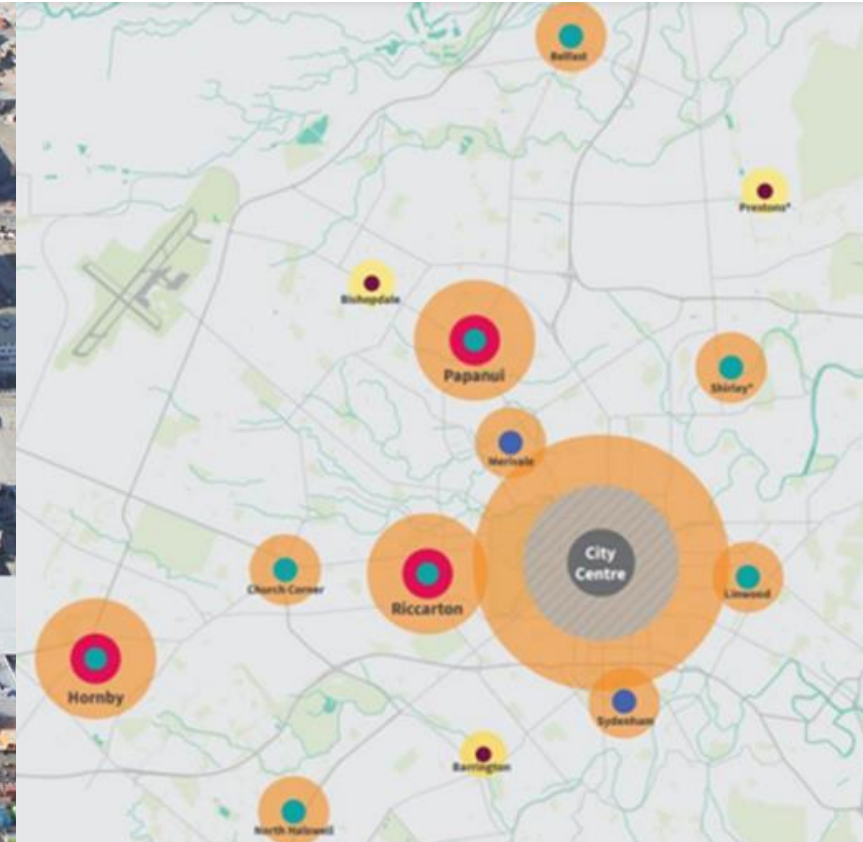 Belfast
Prestons*
Bishopdale
Papanui
Shirley*
Merivale
City
Centre
Church Corner
Riccarton
Linwood
Hornby
Sydenham
Barrington
North Halswell